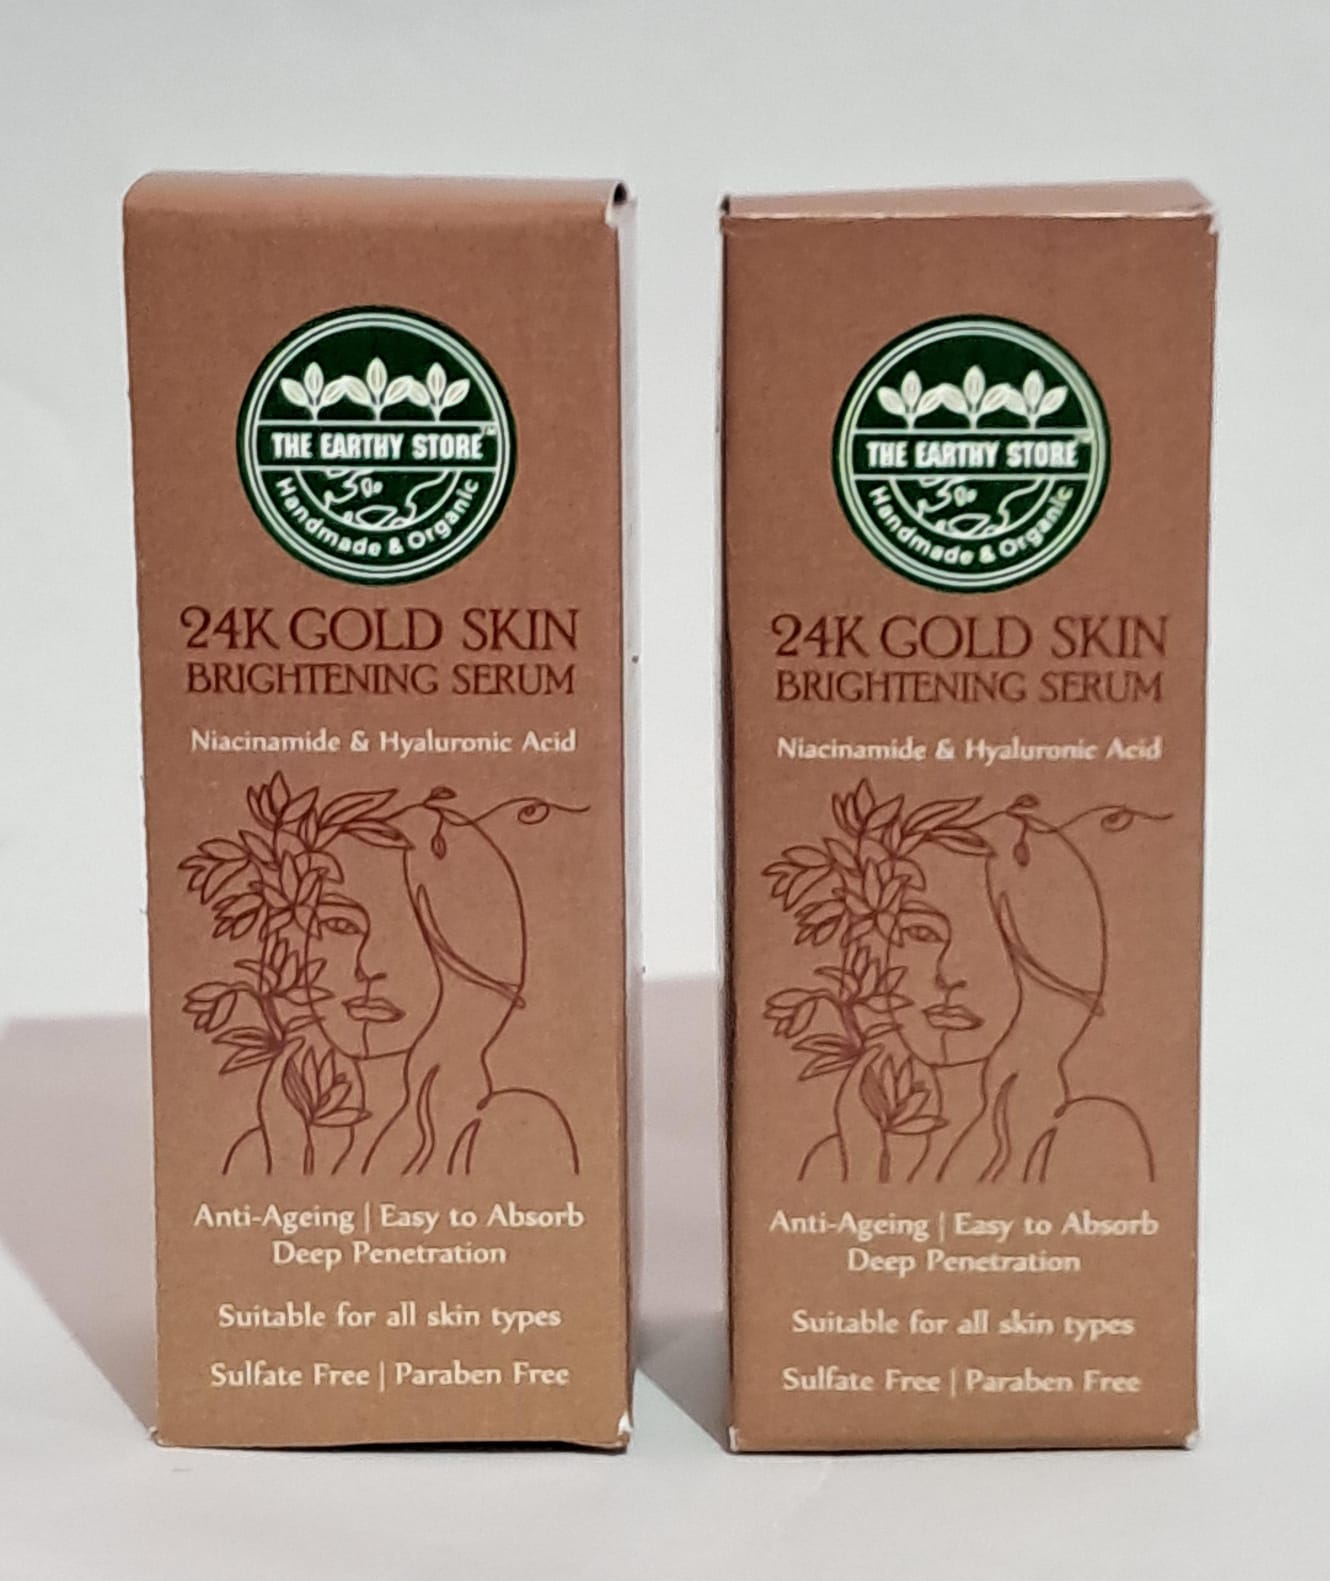 THE EARTHY STORE™
Handmade & Organic
24K GOLD SKIN
BRIGHTENING SERUM
Niacinamide & Hyaluronic Acid
Anti-Ageing | Easy to Absorb
Deep Penetration
Suitable for all skin types
Sulfate Free | Paraben Free
THE EARTHY STORE™
Handmade & Organic
24K GOLD SKIN
BRIGHTENING SERUM
Niacinamide & Hyaluronic Acid
Anti-Ageing | Easy to Absorb
Deep Penetration
Suitable for all skin types
Sulfate Free | Paraben Free